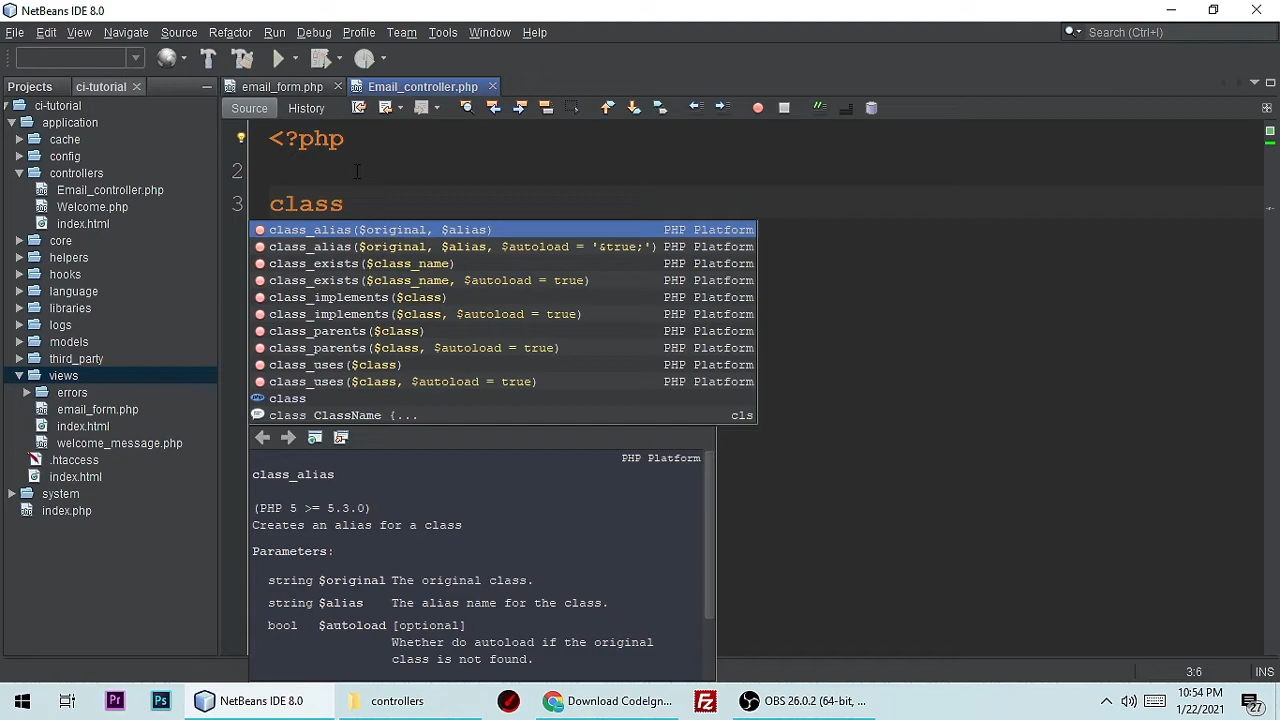 NetBeans IDE 8.0
File Edit View Navigate Source Refactor Run Debug Profile Team Tools Window Help
Search (Ctrl+I)
Projects ci-tutorial email_form.php Email_controller.php
Source History
ci-tutorial
application
cache
config
controllers
Email_controller.php
Welcome.php
index.html
core
helpers
hooks
language
libraries
logs
models
third_party
views
errors
email_form.php
index.html
welcome_message.php
.htaccess
index.html
system
index.php
<?php
2
3 class
class_alias($original, $alias) PHP Platform
class_alias($original, $alias, $autoload = '&true;') PHP Platform
class_exists($class_name) PHP Platform
class_exists($class_name, $autoload = true) PHP Platform
class_implements($class) PHP Platform
class_implements($class, $autoload = true) PHP Platform
class_parents($class) PHP Platform
class_parents($class, $autoload = true) PHP Platform
class_uses($class) PHP Platform
class_uses($class, $autoload = true) PHP Platform
class
class ClassName {... cls
PHP Platform
class_alias
(PHP 5 >= 5.3.0)
Creates an alias for a class
Parameters:
string $original The original class.
string $alias The alias name for the class.
bool $autoload [optional]
Whether do autoload if the original
class is not found.
3:6 INS
Pr Ps NetBeans IDE 8.0 controllers Fz Download CodeIgn... OBS 26.0.2 (64-bit, ...
10:54 PM
1/22/2021
27